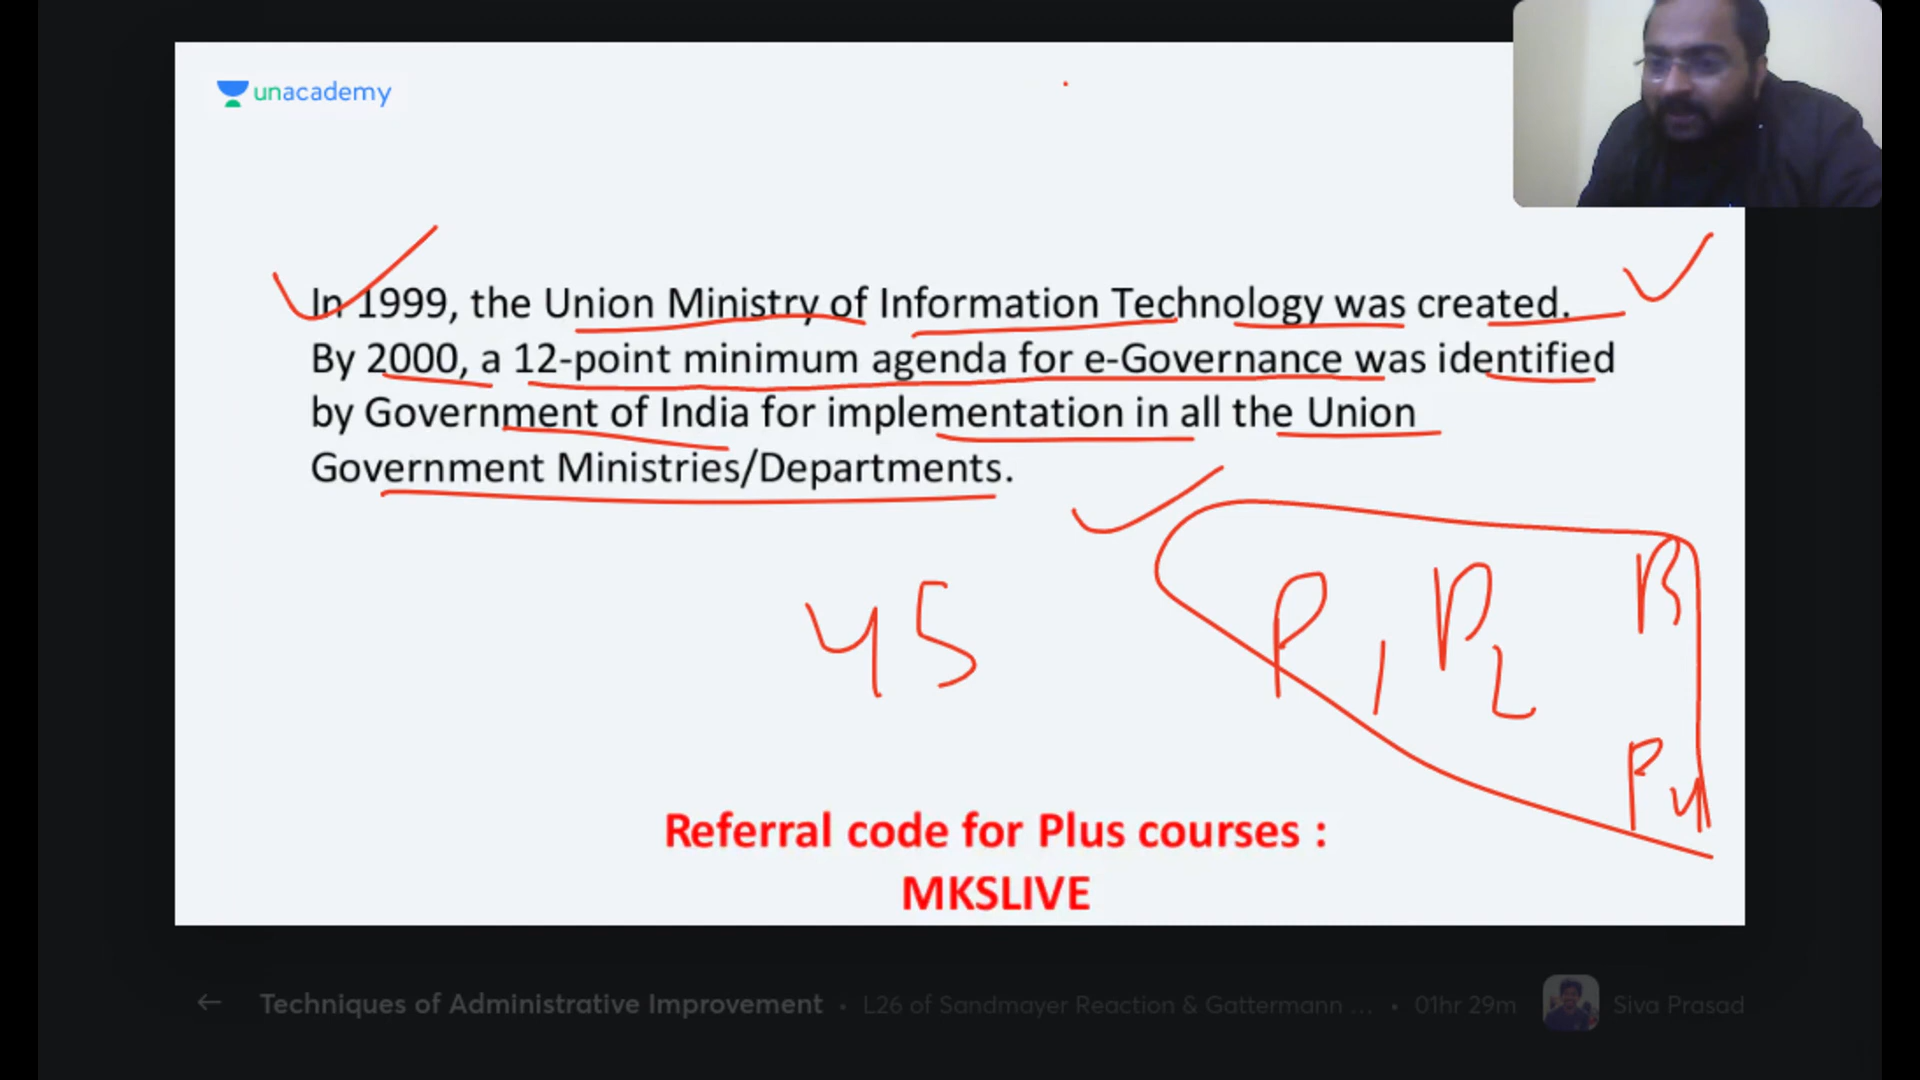 unacademy
In 1999, the Union Ministry of Information Technology was created.
By 2000, a 12-point minimum agenda for e-Governance was identified
by Government of India for implementation in all the Union
Government Ministries/Departments.
45
P1 P2
P4
Referral code for Plus courses :
MKSLIVE
← Techniques of Administrative Improvement • L26 of Sandmayer Reaction & Gattermann ... • 01hr 29m Siva Prasad